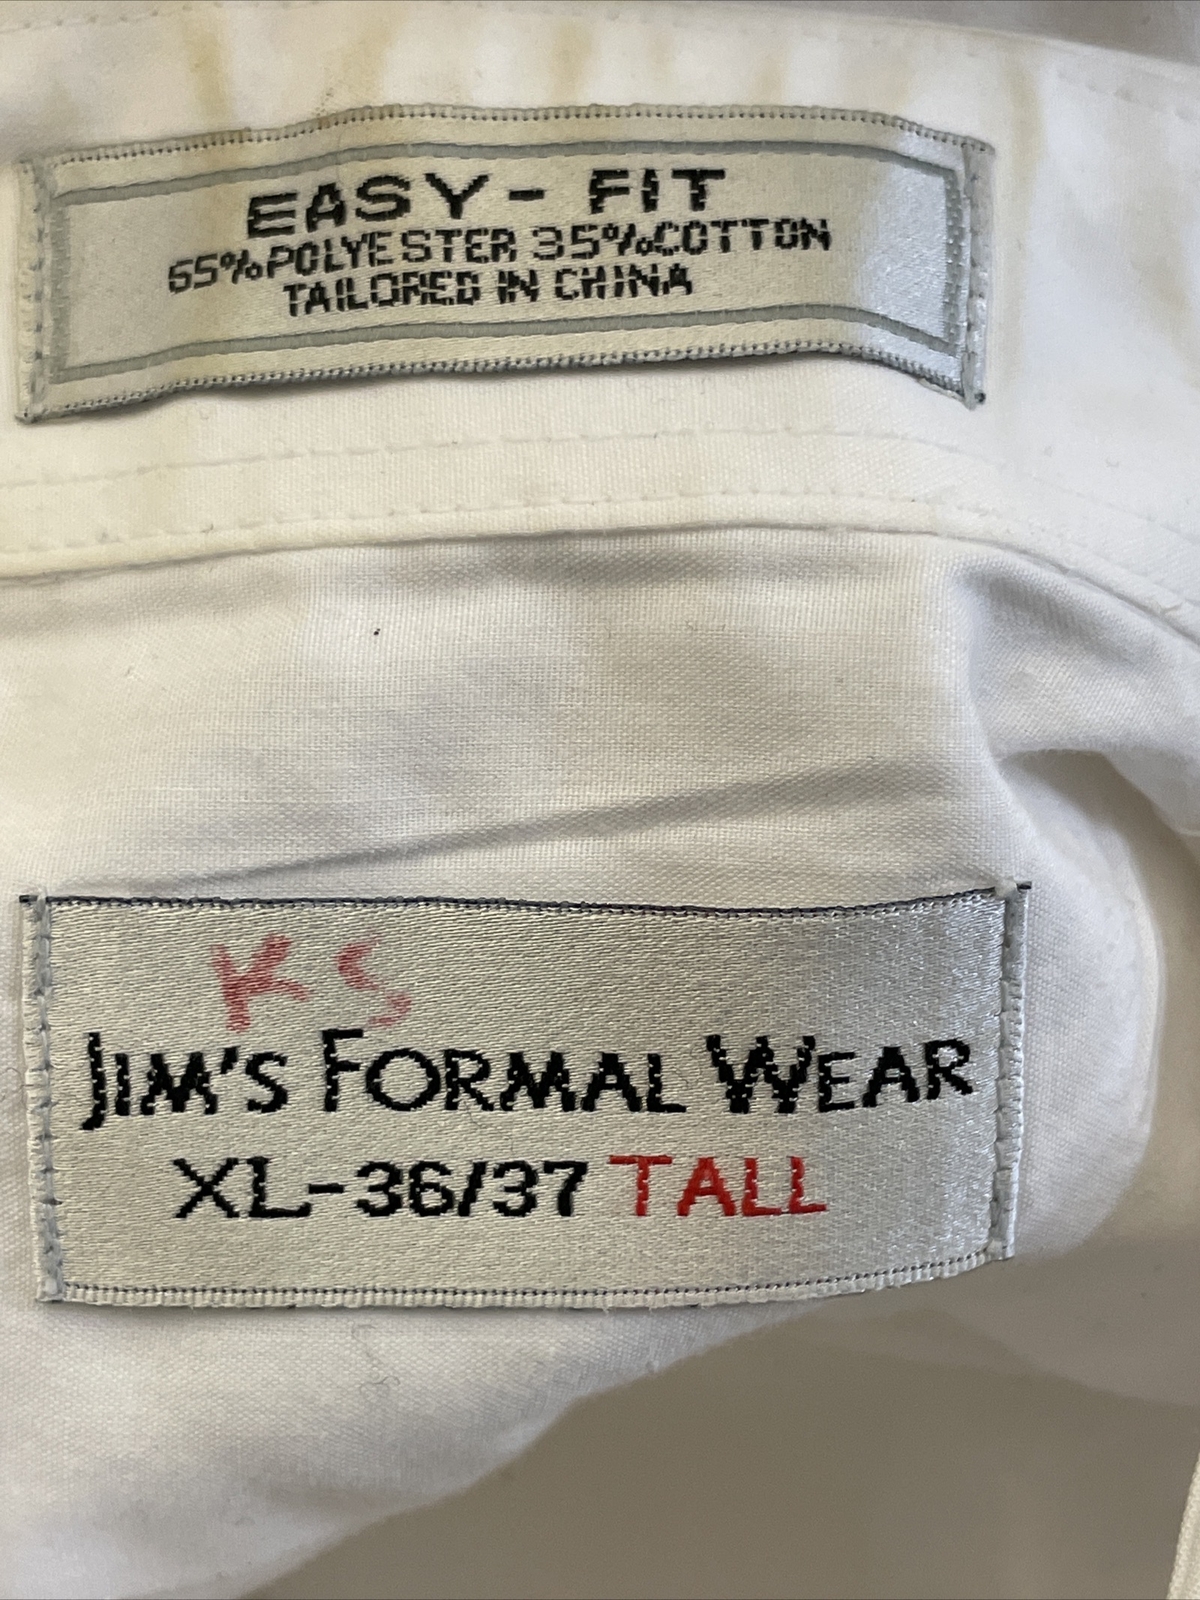 EASY-FIT
65%POLYESTER 35%COTTON
TAILORED IN CHINA
KS
JIM'S FORMAL WEAR
XL-36/37 TALL